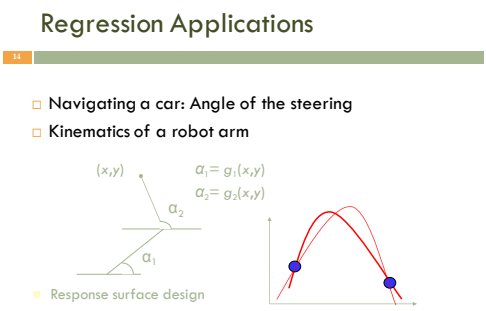 Regression Applications
14
Navigating a car: Angle of the steering
Kinematics of a robot arm
(x,y)
α₁= g₁(x,y)
α₂= g₂(x,y)
α₂
α₁
Response surface design